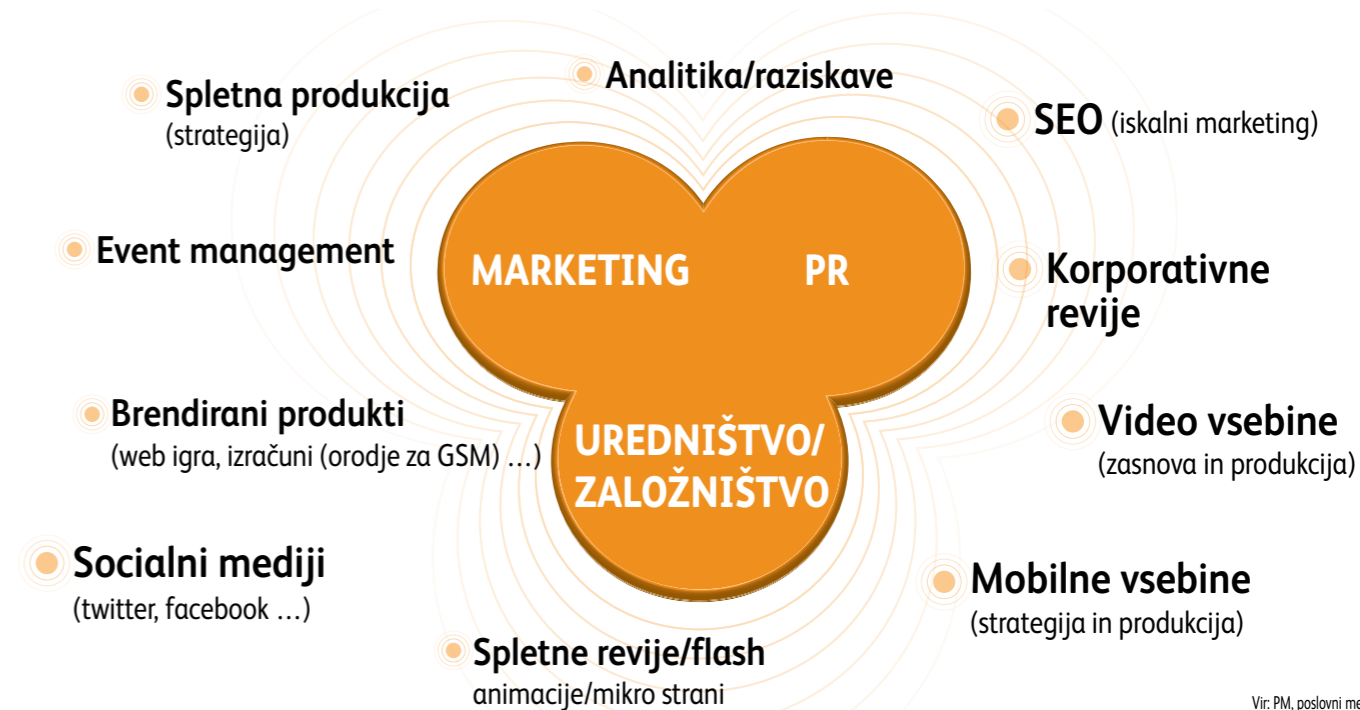 Analitika/raziskave
Spletna produkcija
(strategija)
SEO (iskalni marketing)
Event management
MARKETING
PR
Korporativne
revije
Brendirani produkti
(web igra, izračuni (orodje za GSM) …)
UREDNIŠTVO/
ZALOŽNIŠTVO
Video vsebine
(zasnova in produkcija)
Socialni mediji
(twitter, facebook …)
Mobilne vsebine
(strategija in produkcija)
Spletne revije/flash
animacije/mikro strani
Vir: PM, poslovni me